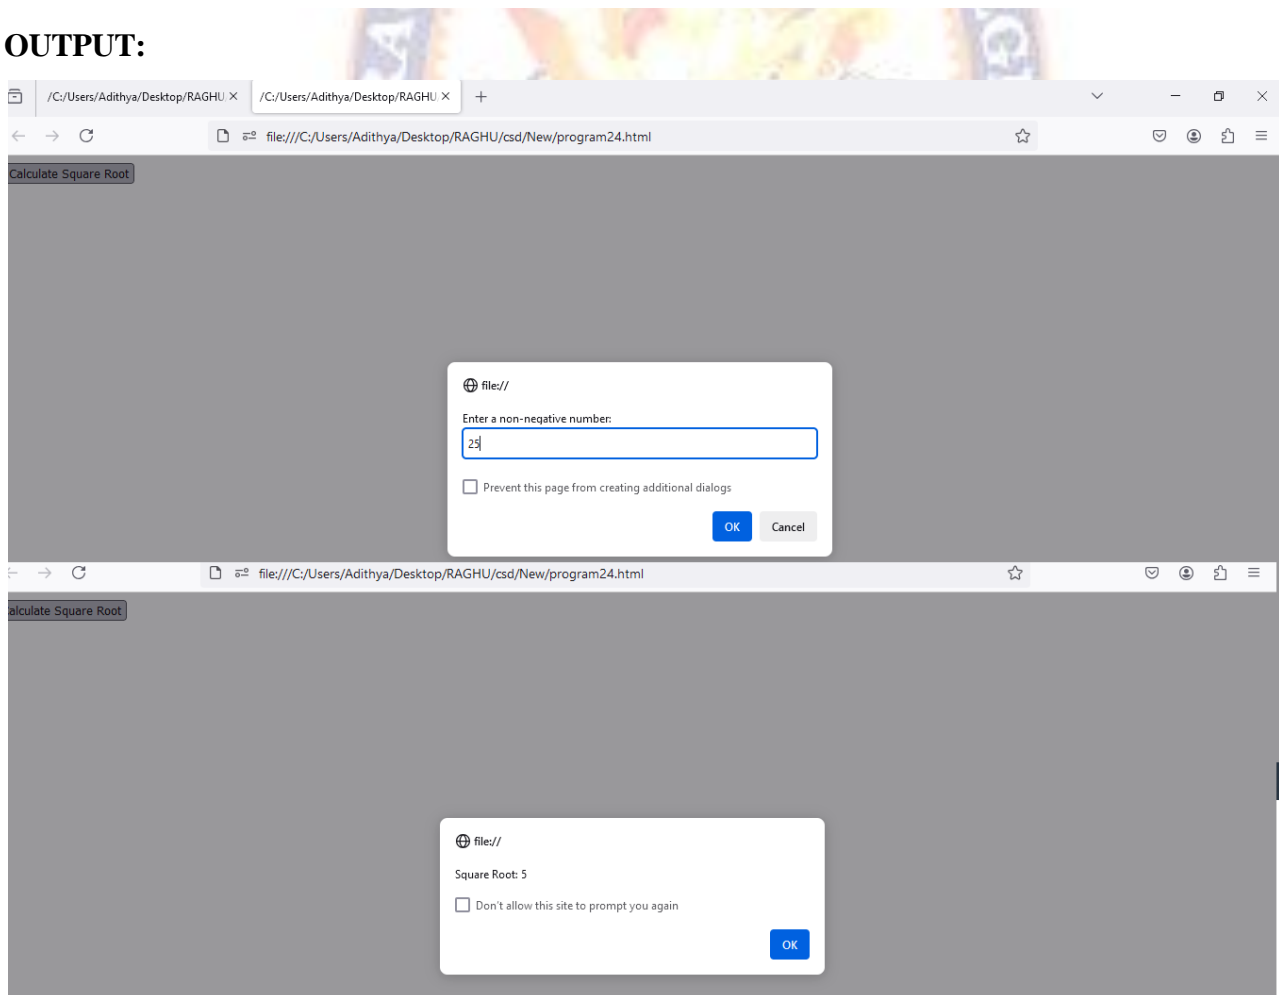 OUTPUT:
/C:/Users/Adithya/Desktop/RAGHU/ /C:/Users/Adithya/Desktop/RAGHU/
file:///C:/Users/Adithya/Desktop/RAGHU/csd/New/program24.html
Calculate Square Root
file://
Enter a non-negative number:
25
Prevent this page from creating additional dialogs
OK Cancel
file:///C:/Users/Adithya/Desktop/RAGHU/csd/New/program24.html
alculate Square Root
file://
Square Root: 5
Don't allow this site to prompt you again
OK